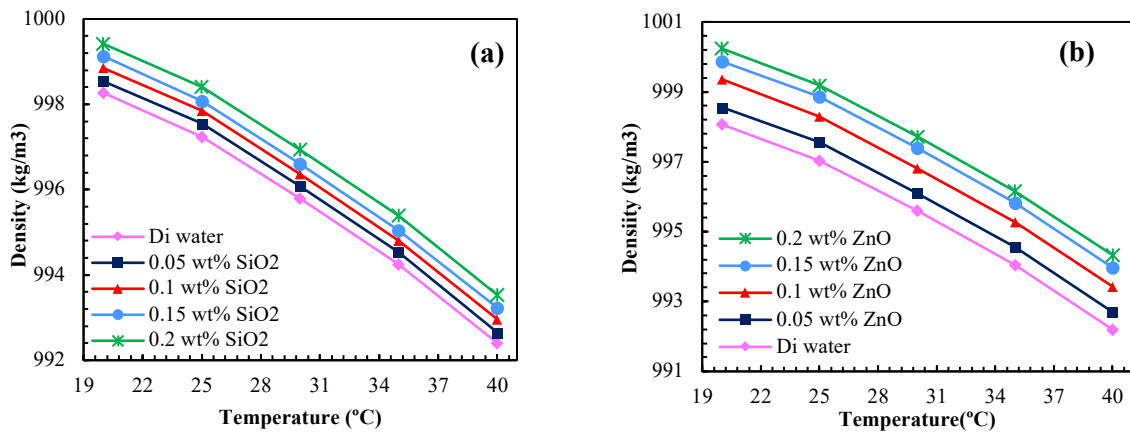 (a)
1000
998
996
994
992
Density (kg/m3)
Di water
0.05 wt% SiO2
0.1 wt% SiO2
0.15 wt% SiO2
0.2 wt% SiO2
19 22 25 28 31 34 37 40
Temperature (ºC)
(b)
1001
999
997
995
993
991
Densiity (kg/m3)
0.2 wt% ZnO
0.15 wt% ZnO
0.1 wt% ZnO
0.05 wt% ZnO
Di water
19 22 25 28 31 34 37 40
Temperature(ºC)